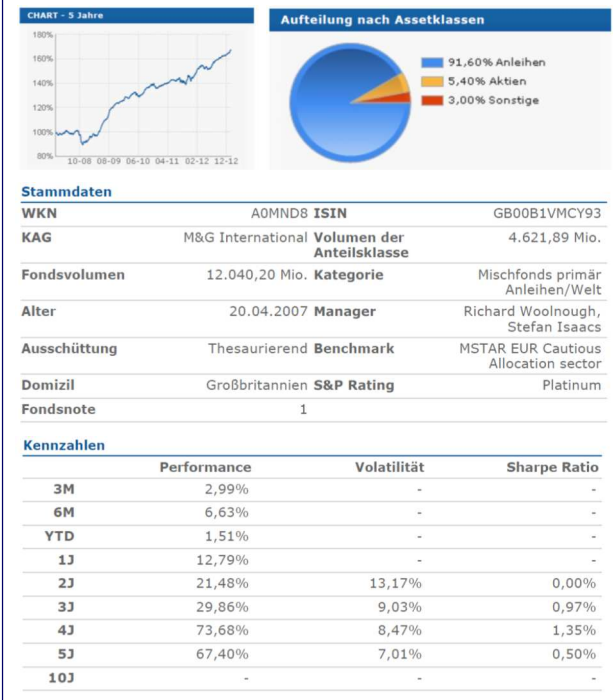 CHART - 5 Jahre
180%
160%
140%
120%
100%
80%
10-08 08-09 06-10 04-11 02-12 12-12
Aufteilung nach Assetklassen
91,60% Anleihen
5,40% Aktien
3,00% Sonstige
Stammdaten
WKN A0MND8 ISIN GB00B1VMCY93
KAG M&G International Volumen der 4.621,89 Mio.
Anteilsklasse
Fondsvolumen 12.040,20 Mio. Kategorie Mischfonds primär
Anleihen/Welt
Alter 20.04.2007 Manager Richard Woolnough,
Stefan Isaacs
Ausschüttung Thesaurierend Benchmark MSTAR EUR Cautious
Allocation sector
Domizil Großbritannien S&P Rating Platinum
Fondsnote 1
Kennzahlen
Performance Volatilität Sharpe Ratio
3M 2,99% - -
6M 6,63% - -
YTD 1,51% - -
1J 12,79% - -
2J 21,48% 13,17% 0,00%
3J 29,86% 9,03% 0,97%
4J 73,68% 8,47% 1,35%
5J 67,40% 7,01% 0,50%
10J - - -